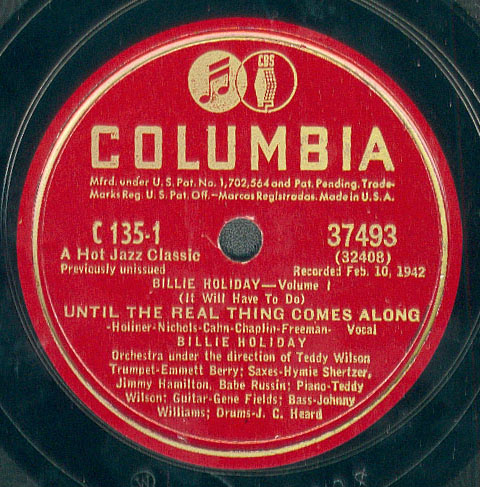 CBS
COLUMBIA
Mfrd. under U.S. Pat. No. 1,702,564 and Pat. Pending. Trade-
Marks Reg. U.S. Pat. Off.—Marcas Registradas. Made in U.S.A.
C 135-1 37493
A Hot Jazz Classic (32408)
Previously unissued Recorded Feb. 10, 1942
BILLIE HOLIDAY—Volume 1
(It Will Have To Do)
UNTIL THE REAL THING COMES ALONG
-Holiner-Nichols-Cahn-Chaplin-Freeman- Vocal
BILLIE HOLIDAY
Orchestra under the direction of Teddy Wilson
Trumpet-Emmett Berry; Saxes-Hymie Shertzer,
Jimmy Hamilton, Babe Russin; Piano-Teddy
Wilson; Guitar-Gene Fields; Bass-Johnny
Williams; Drums-J. C. Heard